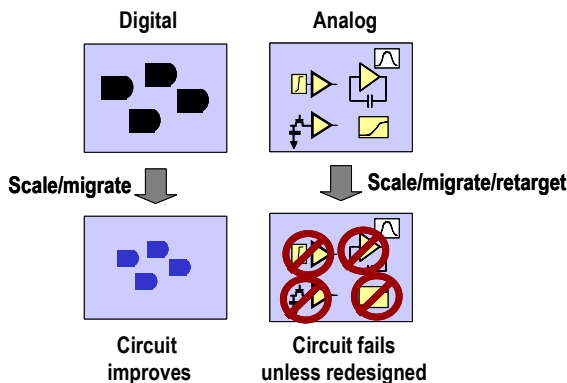 Digital
Analog
Scale/migrate
Scale/migrate/retarget
Circuit
improves
Circuit fails
unless redesigned